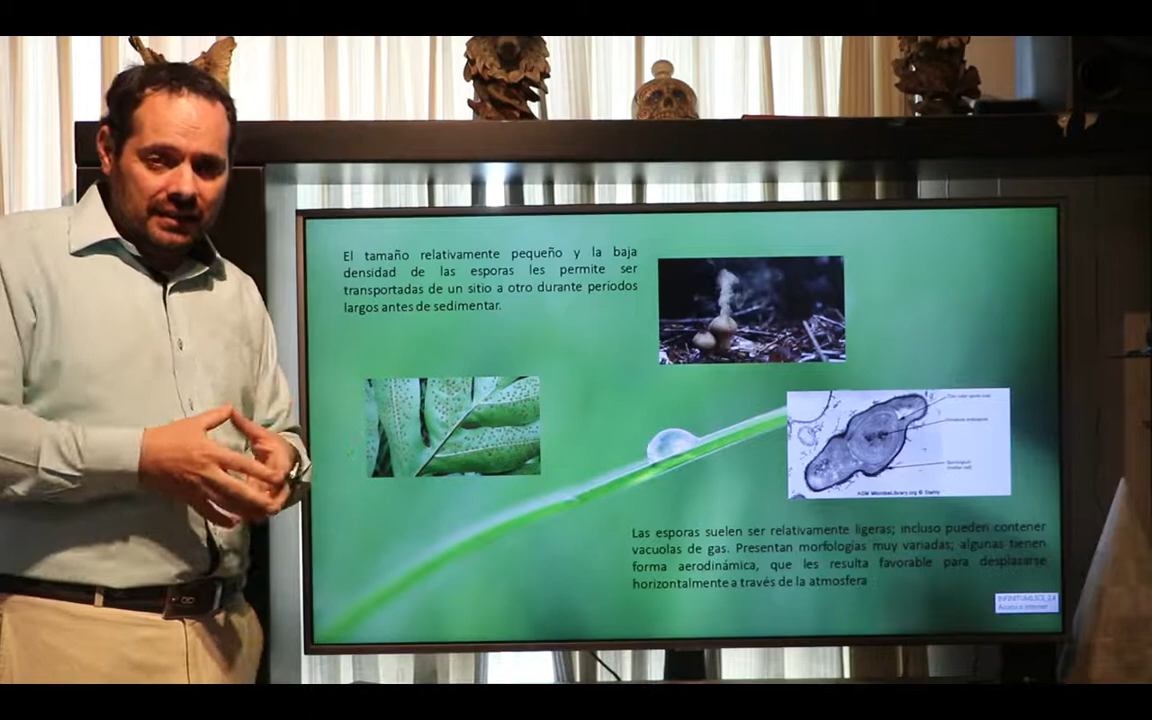 El tamaño relativamente pequeño y la baja
densidad de las esporas les permite ser
transportadas de un sitio a otro durante periodos
largos antes de sedimentar.
ASM MicrobeLibrary.org ©
Las esporas suelen ser relativamente ligeras; incluso pueden contener
vacuolas de gas. Presentan morfologías muy variadas; algunas tienen
forma aerodinámica, que les resulta favorable para desplazarse
horizontalmente a través de la atmosfera
Acceso a Internet